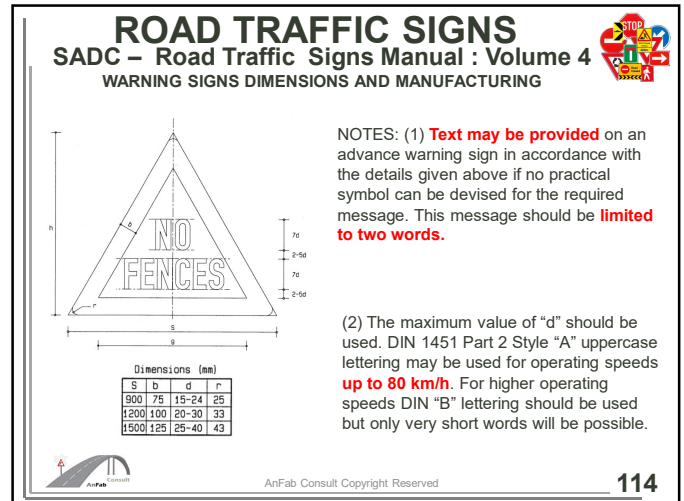 ROAD TRAFFIC SIGNS
SADC – Road Traffic Signs Manual : Volume 4
WARNING SIGNS DIMENSIONS AND MANUFACTURING
STOP
NOTES: (1) Text may be provided on an
advance warning sign in accordance with
the details given above if no practical
symbol can be devised for the required
message. This message should be limited
to two words.
h
b
NO
FENCES
7d
2-5d
7d
2-5d
r
S
g
(2) The maximum value of “d” should be
used. DIN 1451 Part 2 Style “A” uppercase
lettering may be used for operating speeds
up to 80 km/h. For higher operating
speeds DIN “B” lettering should be used
but only very short words will be possible.
Dimensions (mm)
S b d r
900 75 15-24 25
1200 100 20-30 33
1500 125 25-40 43
AnFab Consult
AnFab Consult Copyright Reserved
114